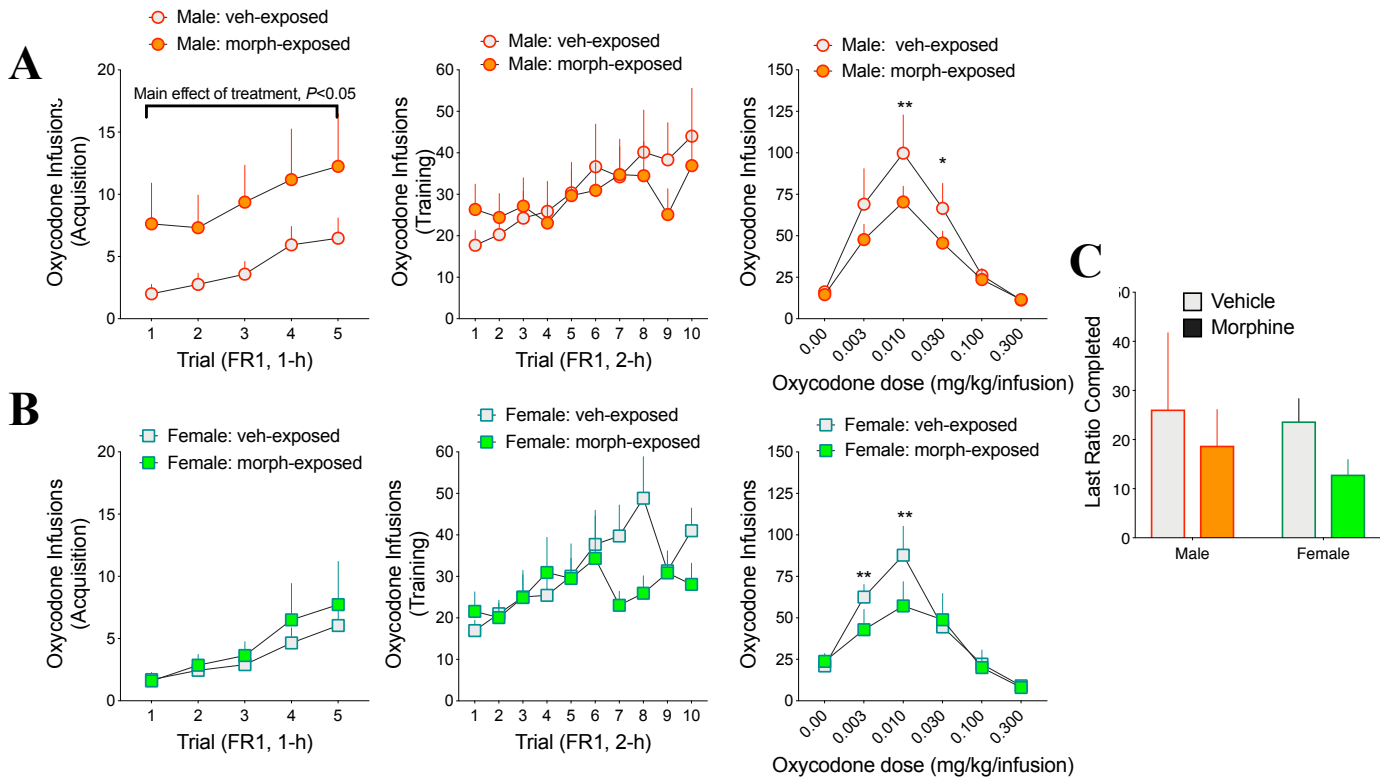 A
Male: veh-exposed
Male: morph-exposed
Main effect of treatment, P<0.05
Oxycodone Infusions
(Acquisition)
20
15
10
5
0
1 2 3 4 5
Trial (FR1, 1-h)
Male: veh-exposed
Male: morph-exposed
Oxycodone Infusions
(Training)
60
50
40
30
20
10
0
1 2 3 4 5 6 7 8 9 10
Trial (FR1, 2-h)
Male: veh-exposed
Male: morph-exposed
Oxycodone Infusions
150
125
100
75
50
25
0
**
*
0.00 0.003 0.010 0.030 0.100 0.300
Oxycodone dose (mg/kg/infusion)
B
Female: veh-exposed
Female: morph-exposed
Oxycodone Infusions
(Acquisition)
20
15
10
5
0
1 2 3 4 5
Trial (FR1, 1-h)
Female: veh-exposed
Female: morph-exposed
Oxycodone Infusions
(Training)
60
50
40
30
20
10
0
1 2 3 4 5 6 7 8 9 10
Trial (FR1, 2-h)
Female: veh-exposed
Female: morph-exposed
Oxycodone Infusions
150
125
100
75
50
25
0
**
**
0.00 0.003 0.010 0.030 0.100 0.300
Oxycodone dose (mg/kg/infusion)
C
Vehicle
Morphine
Last Ratio Completed
40
30
20
10
0
Male Female